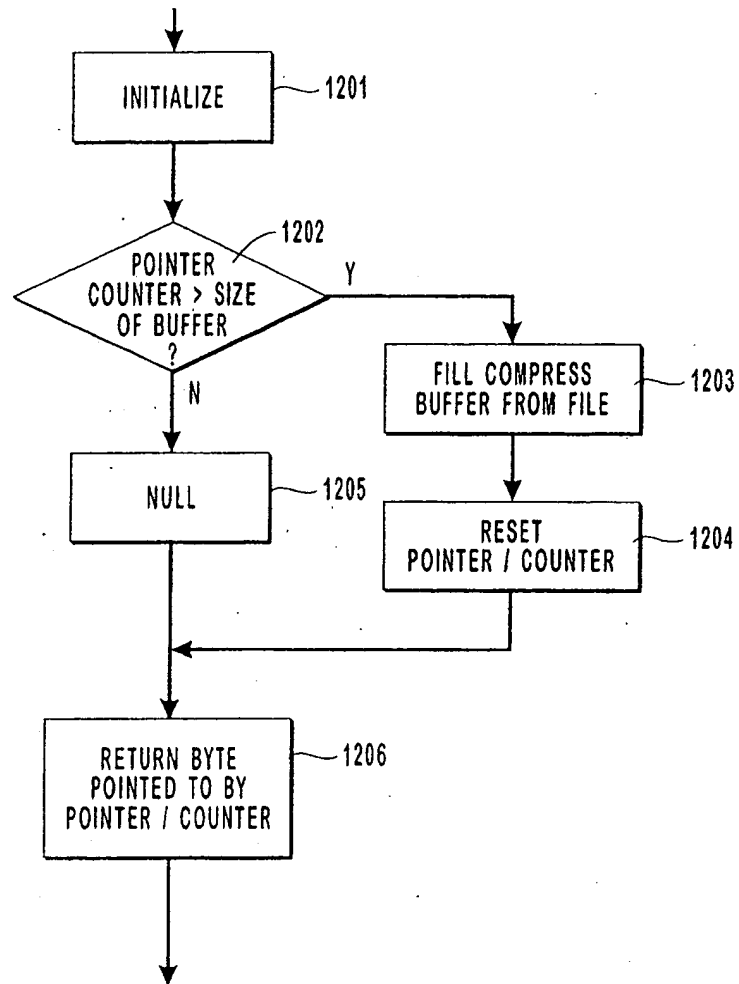 INITIALIZE
1201
1202
POINTER
COUNTER > SIZE
OF BUFFER
?
Y
N
FILL COMPRESS
BUFFER FROM FILE
1203
NULL
1205
RESET
POINTER / COUNTER
1204
RETURN BYTE
POINTED TO BY
POINTER / COUNTER
1206